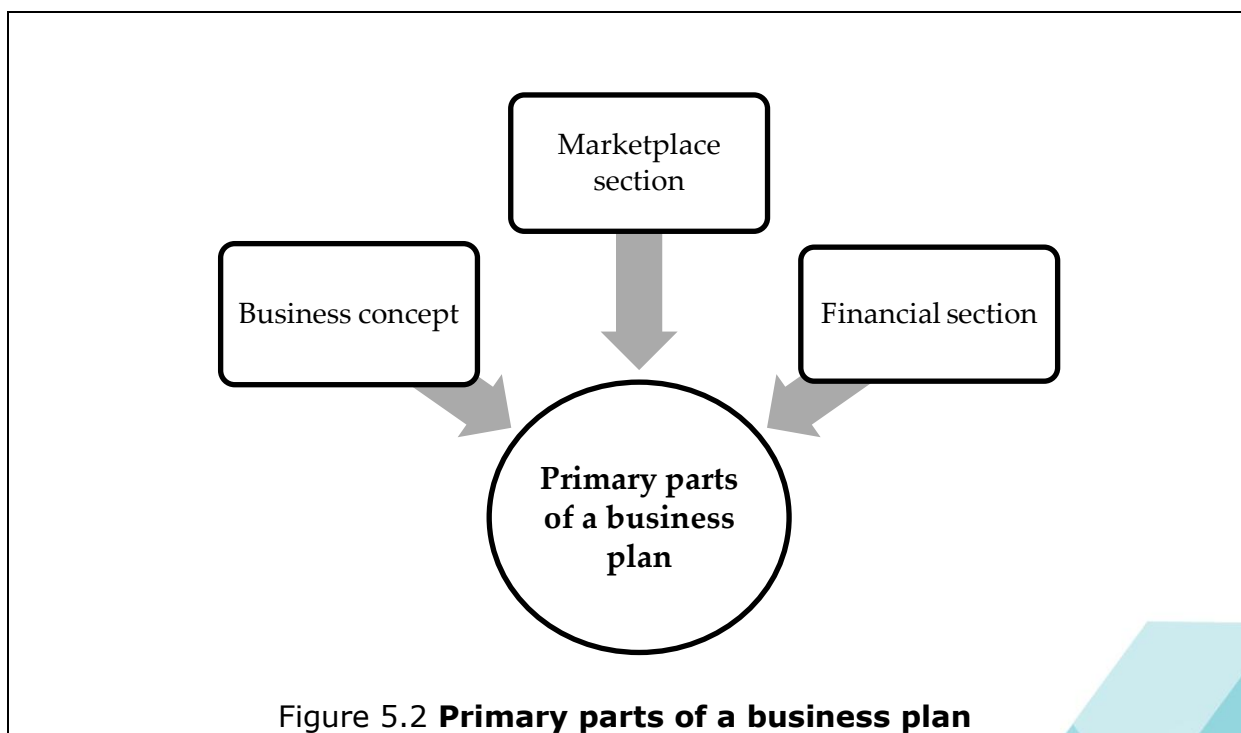 Marketplace
section
Business concept
Financial section
Primary parts
of a business
plan
Figure 5.2 Primary parts of a business plan